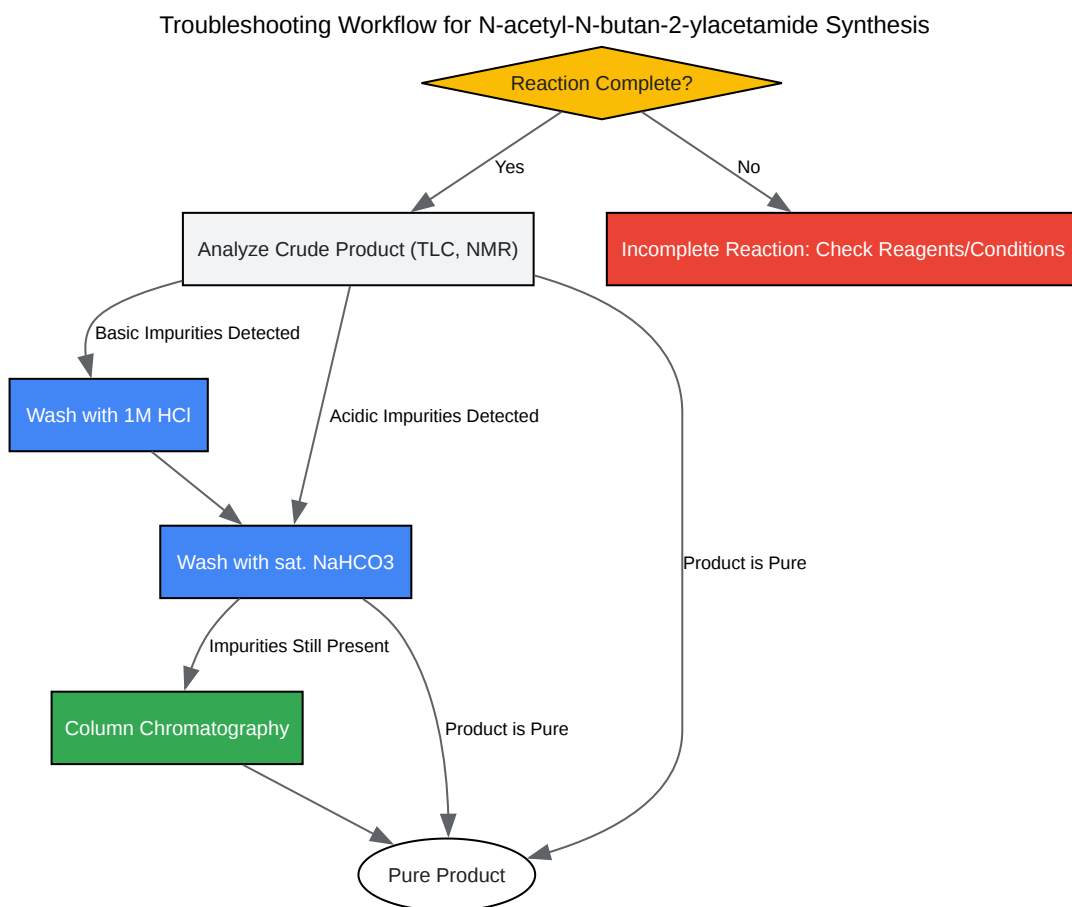 Troubleshooting Workflow for N-acetyl-N-butan-2-ylacetamide Synthesis
Reaction Complete?
Yes
No
Analyze Crude Product (TLC, NMR)
Incomplete Reaction: Check Reagents/Conditions
Basic Impurities Detected
Wash with 1M HCl
Acidic Impurities Detected
Wash with sat. NaHCO3
Product is Pure
Impurities Still Present
Column Chromatography
Product is Pure
Pure Product